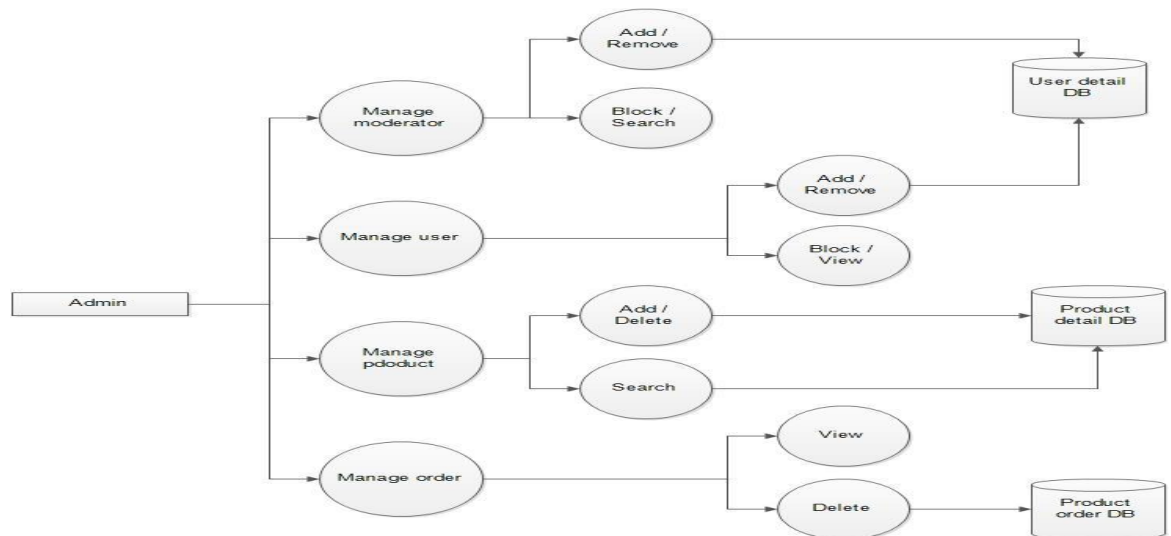 Add /
Remove
User detail
DB
Manage
moderator
Block /
Search
Add /
Remove
Manage user
Block /
View
Admin
Add /
Delete
Product
detail DB
Manage
pdoduct
Search
View
Manage order
Delete
Product
order DB